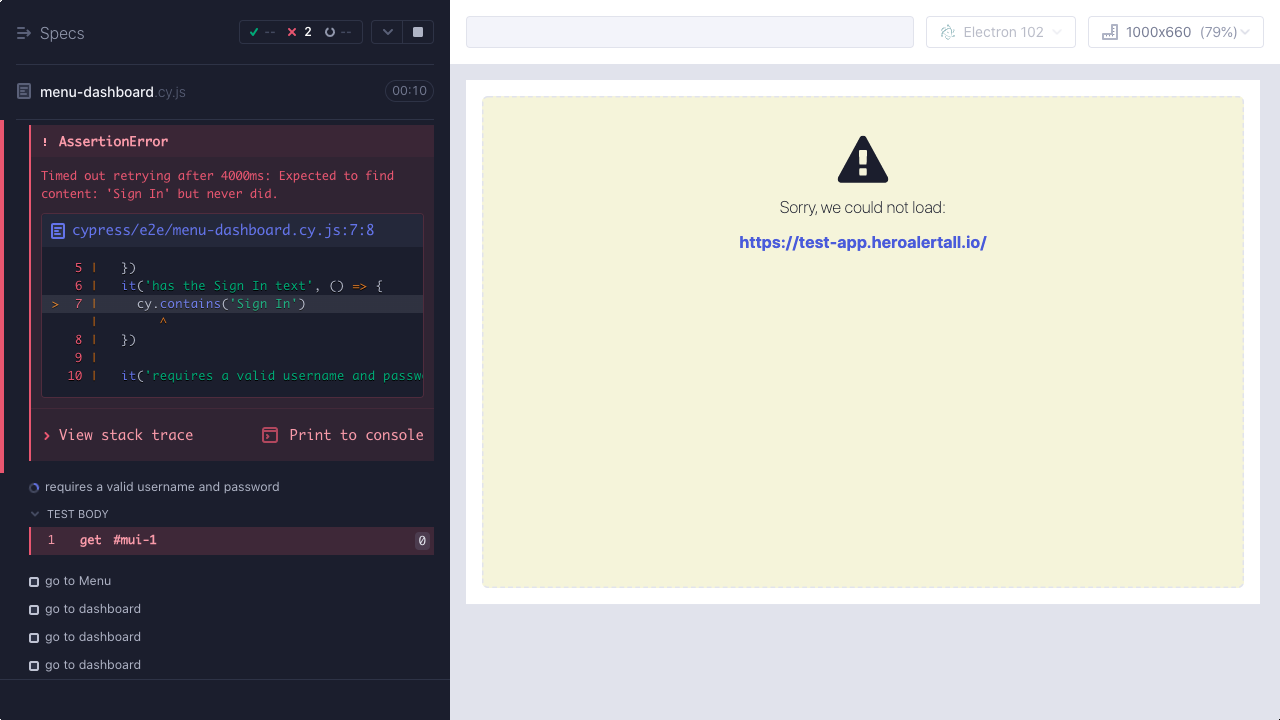 Specs
-- 2 --
menu-dashboard.cy.js
00:10
! AssertionError
Timed out retrying after 4000ms: Expected to find
content: 'Sign In' but never did.
cypress/e2e/menu-dashboard.cy.js:7:8
5 | })
6 | it('has the Sign In text', () => {
> 7 | cy.contains('Sign In')
| ^
8 | })
9 |
10 | it('requires a valid username and passw
View stack trace
Print to console
requires a valid username and password
TEST BODY
1 get #mui-1 0
go to Menu
go to dashboard
go to dashboard
go to dashboard
Electron 102
1000x660 (79%)
Sorry, we could not load:
https://test-app.heroalertall.io/